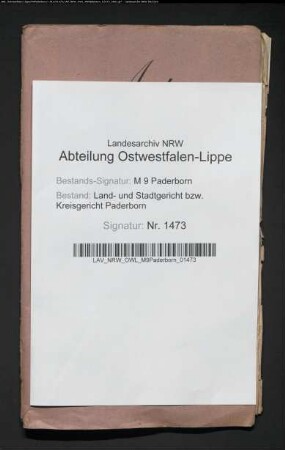 Landesarchiv NRW
Abteilung Ostwestfalen-Lippe
Bestands-Signatur: M 9 Paderborn
Bestand: Land- und Stadtgericht bzw.
Kreisgericht Paderborn
Signatur: Nr. 1473
LAV_NRW_OWL_M9Paderborn_01473